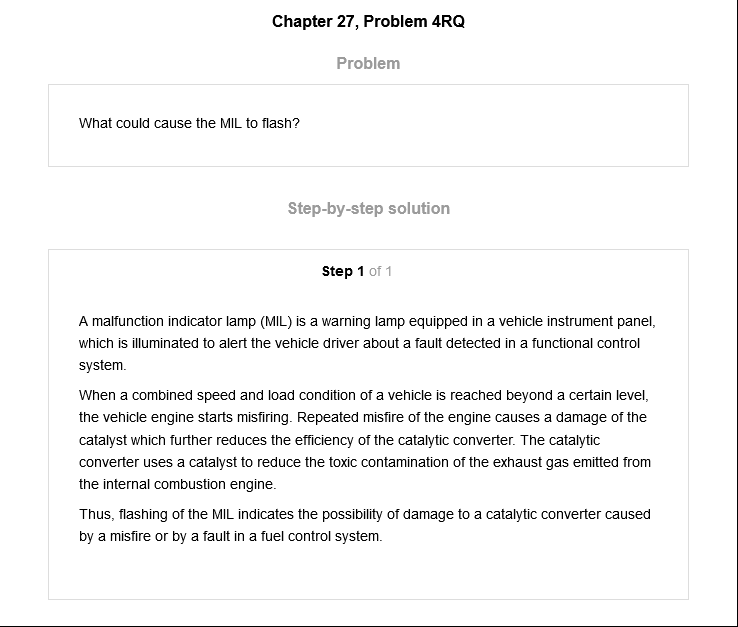 Chapter 27, Problem 4RQ
Problem
What could cause the MIL to flash?
Step-by-step solution
Step 1 of 1
A malfunction indicator lamp (MIL) is a warning lamp equipped in a vehicle instrument panel,
which is illuminated to alert the vehicle driver about a fault detected in a functional control
system.
When a combined speed and load condition of a vehicle is reached beyond a certain level,
the vehicle engine starts misfiring. Repeated misfire of the engine causes a damage of the
catalyst which further reduces the efficiency of the catalytic converter. The catalytic
converter uses a catalyst to reduce the toxic contamination of the exhaust gas emitted from
the internal combustion engine.
Thus, flashing of the MIL indicates the possibility of damage to a catalytic converter caused
by a misfire or by a fault in a fuel control system.